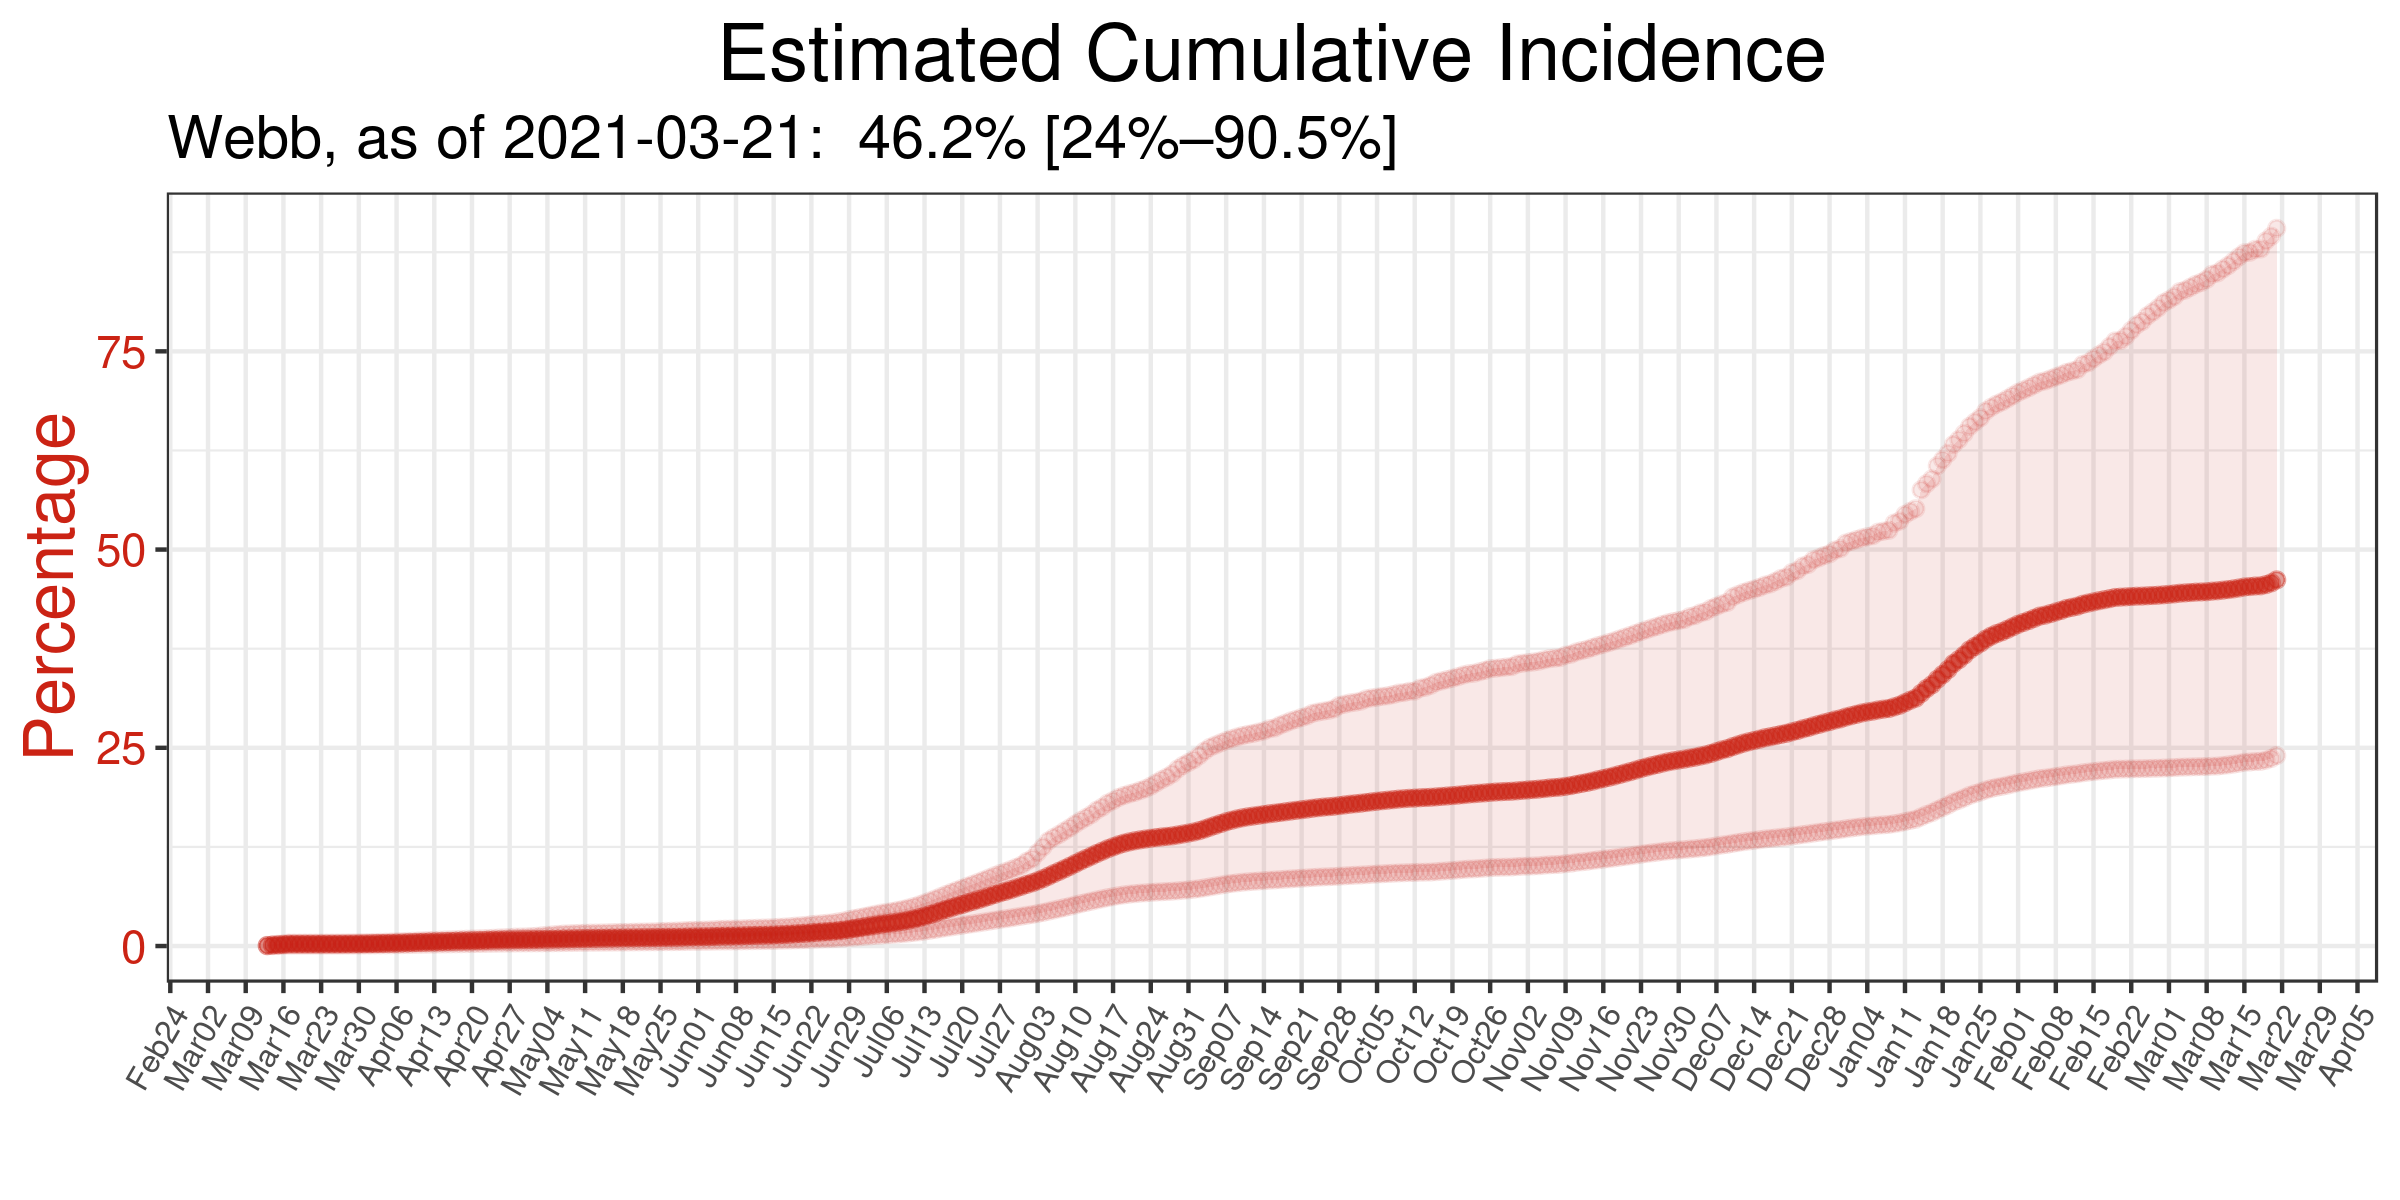 Estimated Cumulative Incidence
Webb, as of 2021-03-21:  46.2% [24%–90.5%]
Percentage
75
50
25
0
Feb24
Mar02
Mar09
Mar16
Mar23
Mar30
Apr06
Apr13
Apr20
Apr27
May04
May11
May18
May25
Jun01
Jun08
Jun15
Jun22
Jun29
Jul06
Jul13
Jul20
Jul27
Aug03
Aug10
Aug17
Aug24
Aug31
Sep07
Sep14
Sep21
Sep28
Oct05
Oct12
Oct19
Oct26
Nov02
Nov09
Nov16
Nov23
Nov30
Dec07
Dec14
Dec21
Dec28
Jan04
Jan11
Jan18
Jan25
Feb01
Feb08
Feb15
Feb22
Mar01
Mar08
Mar15
Mar22
Mar29
Apr05